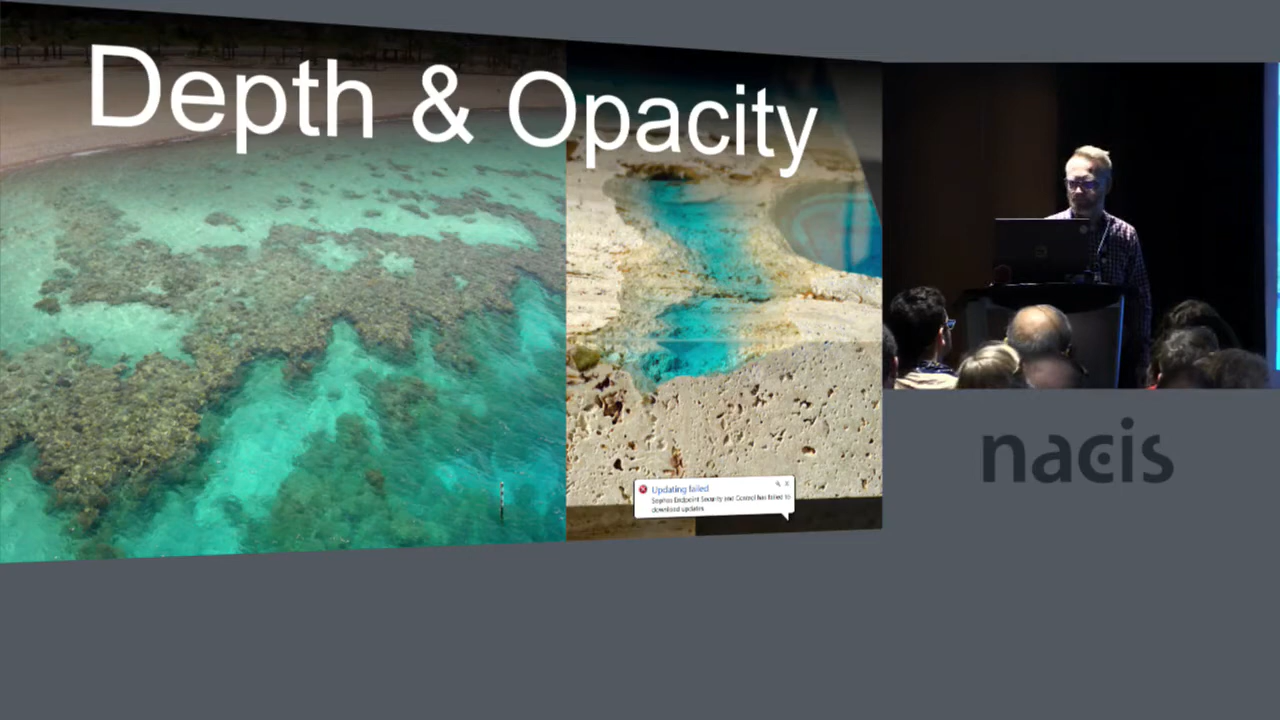 Depth & Opacity
Updating failed
Sophos Endpoint Security and Control has failed to
download updates
nacis